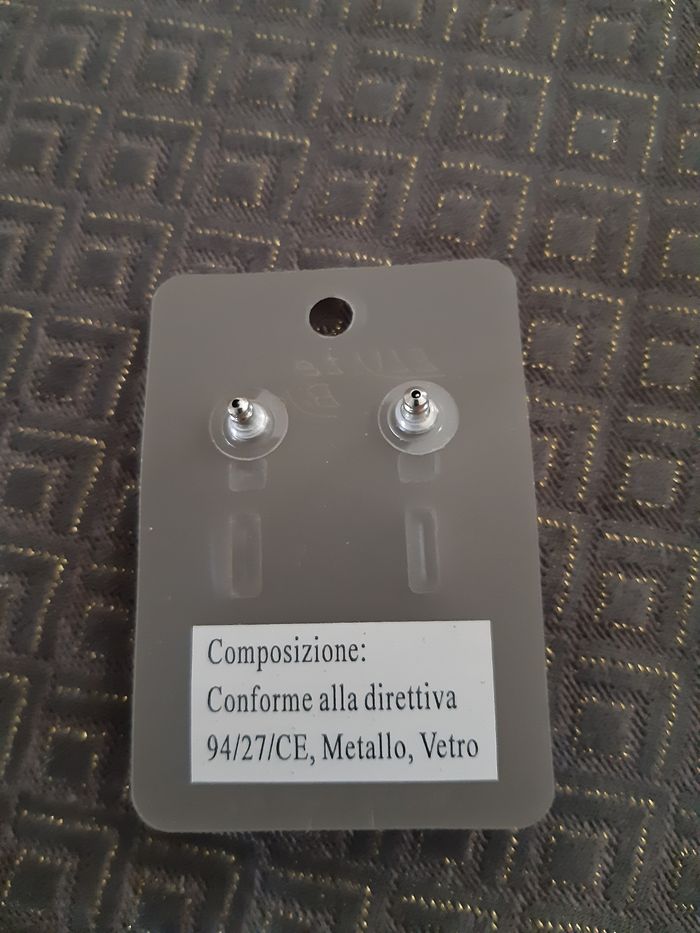 Composizione:
Conforme alla direttiva
94/27/CE, Metallo, Vetro